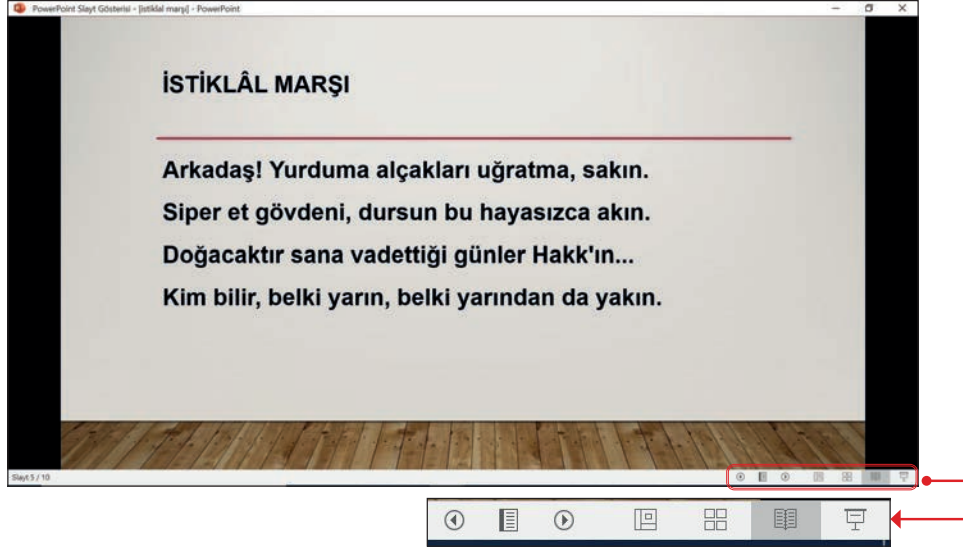 PowerPoint Slayt Gösterisi - [istiklal marşı] - PowerPoint
İSTİKLÂL MARŞI
Arkadaş! Yurduma alçakları uğratma, sakın.
Siper et gövdeni, dursun bu hayasızca akın.
Doğacaktır sana vadettiği günler Hakk'ın...
Kim bilir, belki yarın, belki yarından da yakın.
Slayt 5 / 10